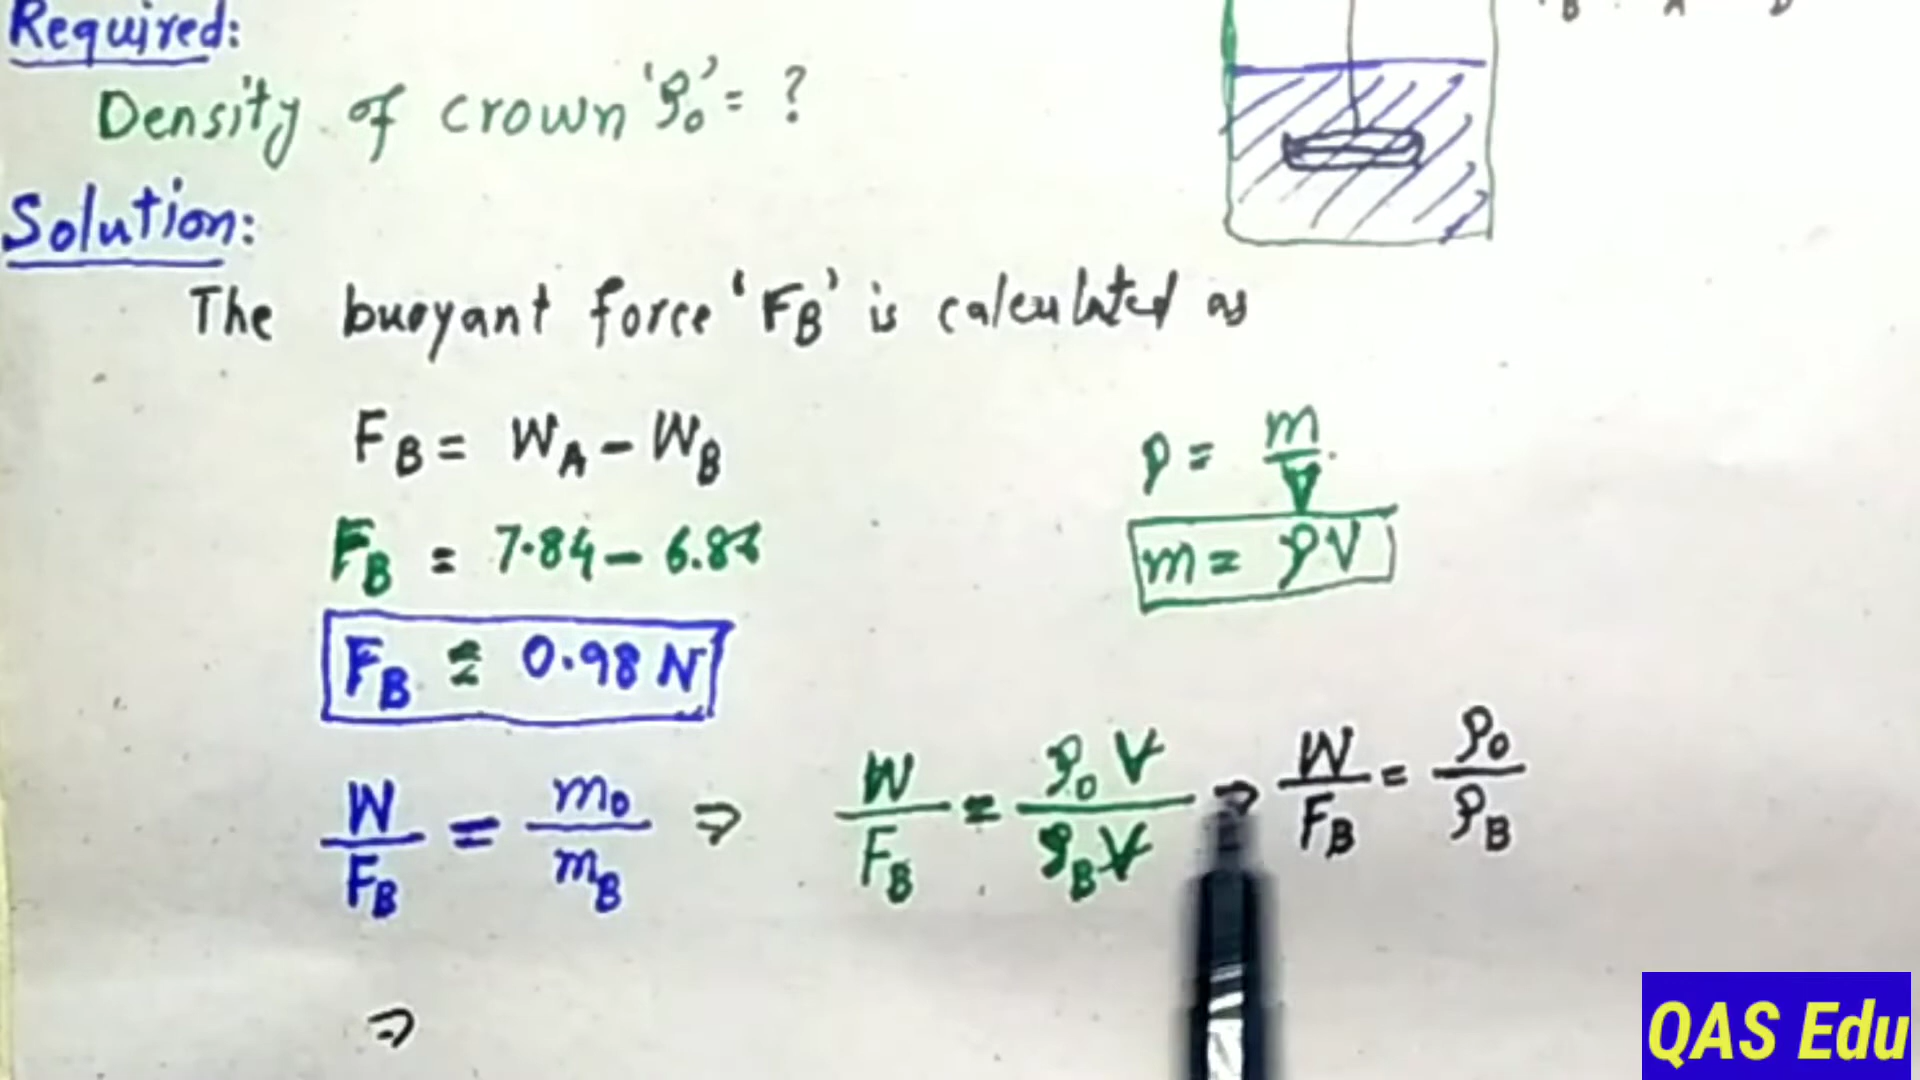 Required:
Density of crown 'ρ₀' = ?
Solution:
The buoyant force 'F_B' is calculated as
F_B = W_A - W_B
ρ = m/V
F_B = 7.84 - 6.86
m = ρV
F_B = 0.98 N
W/F_B = m₀/m_B ⇒ W/F_B = ρ₀V/ρ_BV ⇒ W/F_B = ρ₀/ρ_B
⇒
QAS Edu